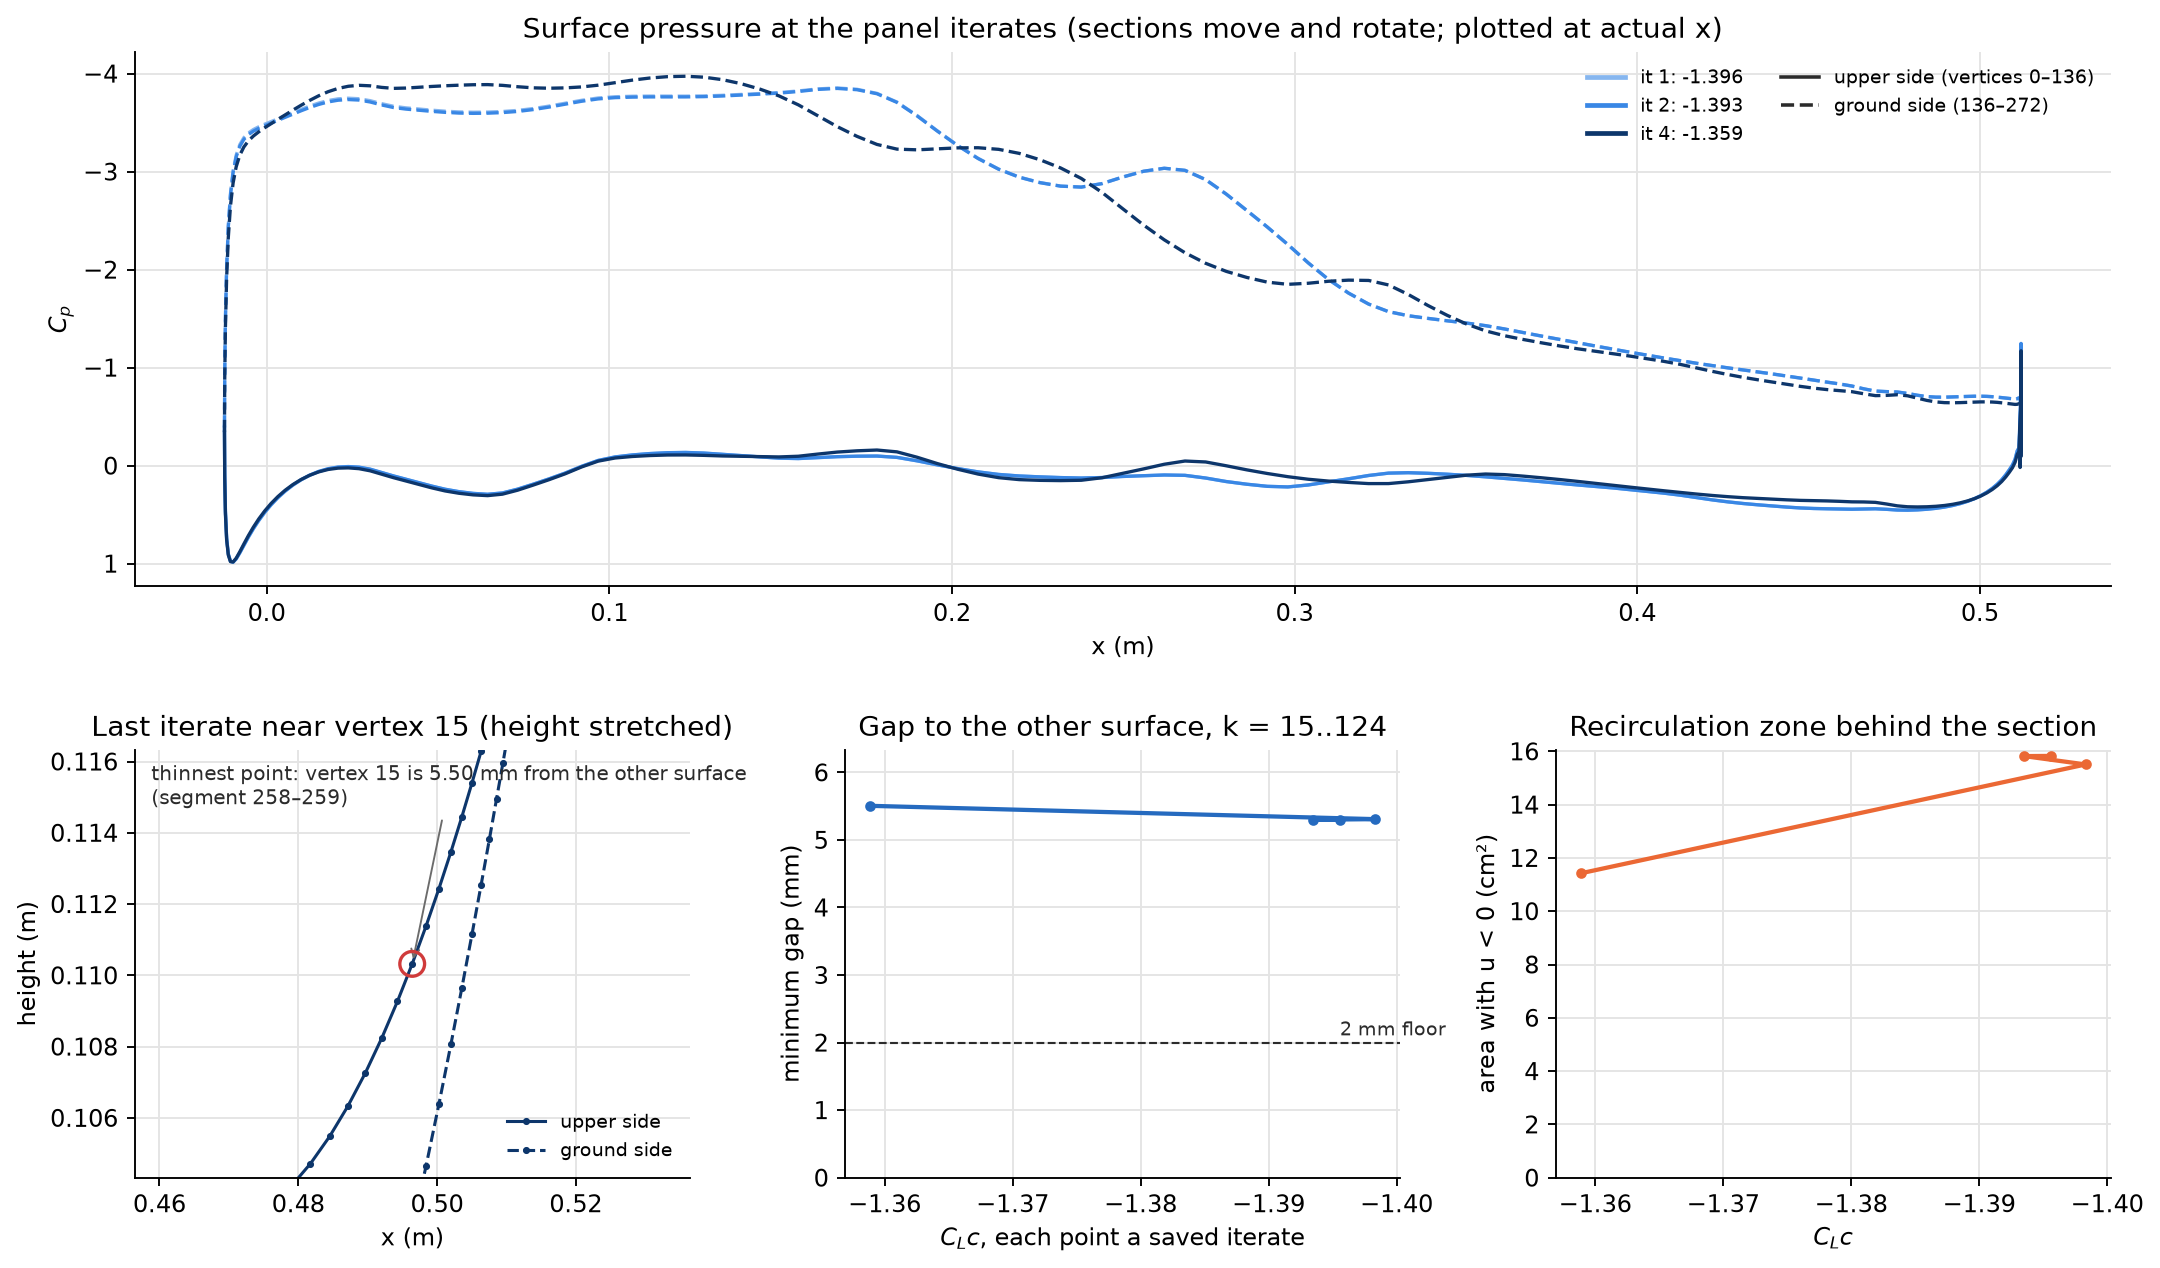 Surface pressure at the panel iterates (sections move and rotate; plotted at actual x)
−4
−3
−2
−1
0
1
C_p
it 1: -1.396
it 2: -1.393
it 4: -1.359
upper side (vertices 0–136)
ground side (136–272)
0.0
0.1
0.2
0.3
0.4
0.5
x (m)
Last iterate near vertex 15 (height stretched)
thinnest point: vertex 15 is 5.50 mm from the other surface
(segment 258–259)
0.116
0.114
0.112
0.110
0.108
0.106
height (m)
upper side
ground side
0.46
0.48
0.50
0.52
x (m)
Gap to the other surface, k = 15..124
6
5
4
3
2
1
0
minimum gap (mm)
2 mm floor
−1.36
−1.37
−1.38
−1.39
−1.40
C_L c, each point a saved iterate
Recirculation zone behind the section
16
14
12
10
8
6
4
2
0
area with u < 0 (cm²)
−1.36
−1.37
−1.38
−1.39
−1.40
C_L c